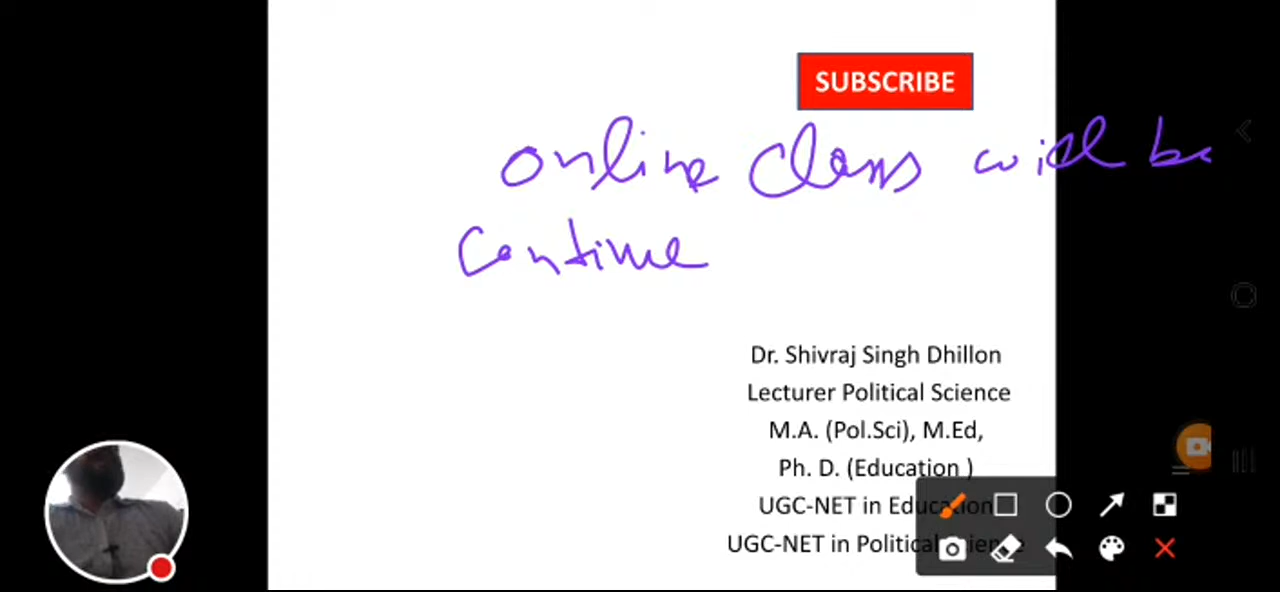 SUBSCRIBE
online class will be
continue
Dr. Shivraj Singh Dhillon
Lecturer Political Science
M.A. (Pol.Sci), M.Ed,
Ph. D. (Education )
UGC-NET in Education
UGC-NET in Political Science